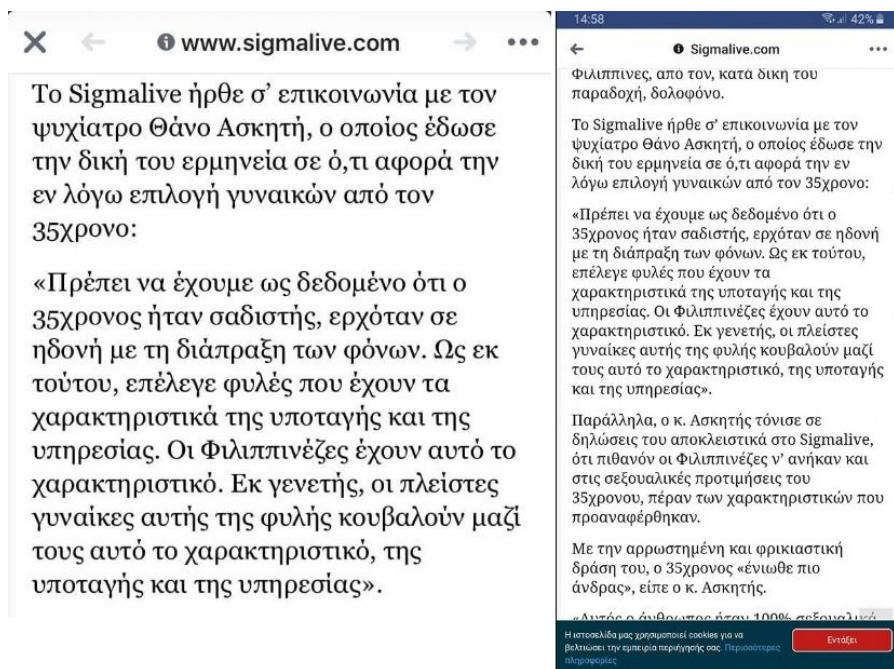 www.sigmalive.com
Το Sigmalive ήρθε σ’ επικοινωνία με τον
ψυχίατρο Θάνο Ασκητή, ο οποίος έδωσε
την δική του ερμηνεία σε ό,τι αφορά την
εν λόγω επιλογή γυναικών από τον
35χρονο:
«Πρέπει να έχουμε ως δεδομένο ότι ο
35χρονος ήταν σαδιστής, ερχόταν σε
ηδονή με τη διάπραξη των φόνων. Ως εκ
τούτου, επέλεγε φυλές που έχουν τα
χαρακτηριστικά της υποταγής και της
υπηρεσίας. Οι Φιλιππινέζες έχουν αυτό το
χαρακτηριστικό. Εκ γενετής, οι πλείστες
γυναίκες αυτής της φυλής κουβαλούν μαζί
τους αυτό το χαρακτηριστικό, της
υποταγής και της υπηρεσίας».
14:58 42%
Sigmalive.com
Φιλιππίνες, από τον, κατά δική του
παραδοχή, δολοφόνο.
Το Sigmalive ήρθε σ’ επικοινωνία με τον
ψυχίατρο Θάνο Ασκητή, ο οποίος έδωσε την
δική του ερμηνεία σε ό,τι αφορά την εν
λόγω επιλογή γυναικών από τον 35χρονο:
«Πρέπει να έχουμε ως δεδομένο ότι ο
35χρονος ήταν σαδιστής, ερχόταν σε ηδονή
με τη διάπραξη των φόνων. Ως εκ τούτου,
επέλεγε φυλές που έχουν τα
χαρακτηριστικά της υποταγής και της
υπηρεσίας. Οι Φιλιππινέζες έχουν αυτό το
χαρακτηριστικό. Εκ γενετής, οι πλείστες
γυναίκες αυτής της φυλής κουβαλούν μαζί
τους αυτό το χαρακτηριστικό, της υποταγής
και της υπηρεσίας».
Παράλληλα, ο κ. Ασκητής τόνισε σε
δηλώσεις του αποκλειστικά στο Sigmalive,
ότι πιθανόν οι Φιλιππινέζες ν’ ανήκαν και
στις σεξουαλικές προτιμήσεις του
35χρονου, πέραν των χαρακτηριστικών που
προαναφέρθηκαν.
Με την αρρωστημένη και φρικιαστική
δράση του, ο 35χρονος «ένιωθε πιο
άνδρας», είπε ο κ. Ασκητής.
«Αυτός ο άνθρωπος ήταν 100% σεξουαλικά
Η ιστοσελίδα μας χρησιμοποιεί cookies για να
βελτιώσει την εμπειρία περιήγησής σας. Περισσότερες
πληροφορίες
Εντάξει